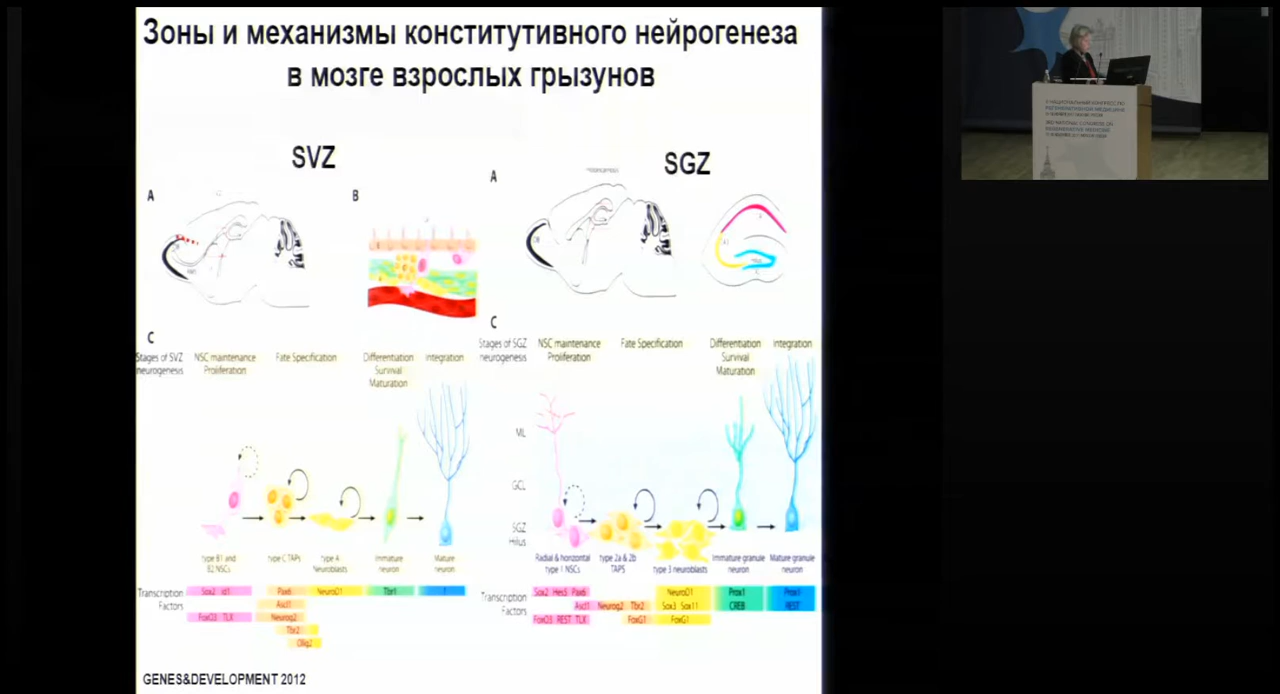 Зоны и механизмы конститутивного нейрогенеза
в мозге взрослых грызунов
SVZ
SGZ
A
B
A
C
C
Stages of SVZ
neurogenesis
NSC maintenance
Proliferation
Fate Specification
Differentiation
Survival
Maturation
Integration
Stages of SGZ
neurogenesis
NSC maintenance
Proliferation
Fate Specification
Differentiation
Survival
Maturation
Integration
ML
GCL
SGZ
Hilus
type B1 and
B2 NSCs
type C TAPs
type A
Neuroblasts
Immature
neuron
Mature
neuron
Radial & horizontal
type 1 NSCs
type 2a & 2b
TAPS
type 3 neuroblasts
Immature granule
neuron
Mature granule
neuron
Transcription
Factors
Sox2 Id1
Pax6
NeuroD1
Tbr1
?
Ascl1
FoxO3 TLX
Neurog2
Tbr2
Olig2
Transcription
Factors
Sox2 Hes5 Pax6
NeuroD1
Prox1
Prox1
Ascl1
Neurog2 Tbr2
Sox3 Sox11
CREB
REST
FoxO3 REST TLX
FoxG1
FoxG1
GENES&DEVELOPMENT 2012